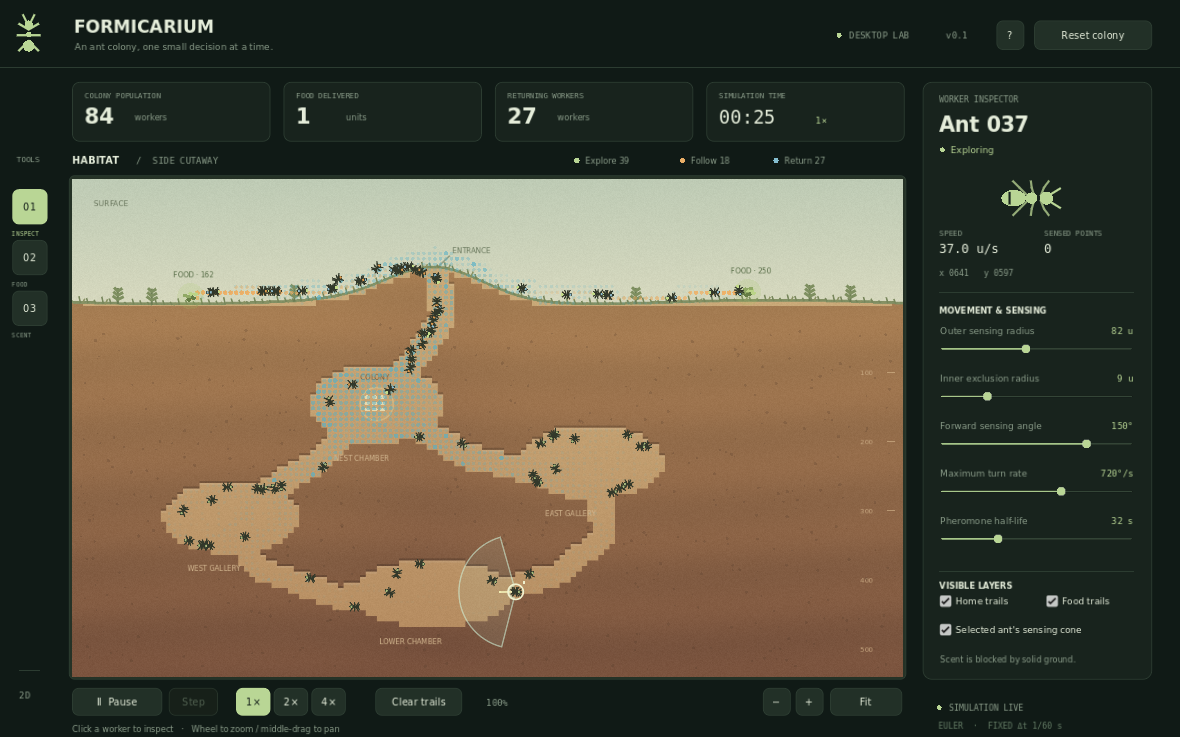 FORMICARIUM
An ant colony, one small decision at a time.
DESKTOP LAB
v0.1
?
Reset colony
COLONY POPULATION
84 workers
FOOD DELIVERED
1 units
RETURNING WORKERS
27 workers
SIMULATION TIME
00:25 1×
TOOLS
01
INSPECT
02
FOOD
03
SCENT
2D
HABITAT / SIDE CUTAWAY
Explore 39
Follow 18
Return 27
SURFACE
ENTRANCE
FOOD · 162
FOOD · 250
COLONY
100
200
WEST CHAMBER
300
EAST GALLERY
WEST GALLERY
400
LOWER CHAMBER
500
WORKER INSPECTOR
Ant 037
Exploring
SPEED
37.0 u/s
SENSED POINTS
0
x 0641 y 0597
MOVEMENT & SENSING
Outer sensing radius 82 u
Inner exclusion radius 9 u
Forward sensing angle 150°
Maximum turn rate 720°/s
Pheromone half-life 32 s
VISIBLE LAYERS
Home trails
Food trails
Selected ant's sensing cone
Scent is blocked by solid ground.
Pause
Step
1×
2×
4×
Clear trails
100%
−
+
Fit
Click a worker to inspect · Wheel to zoom / middle-drag to pan
SIMULATION LIVE
EULER · FIXED Δt 1/60 s